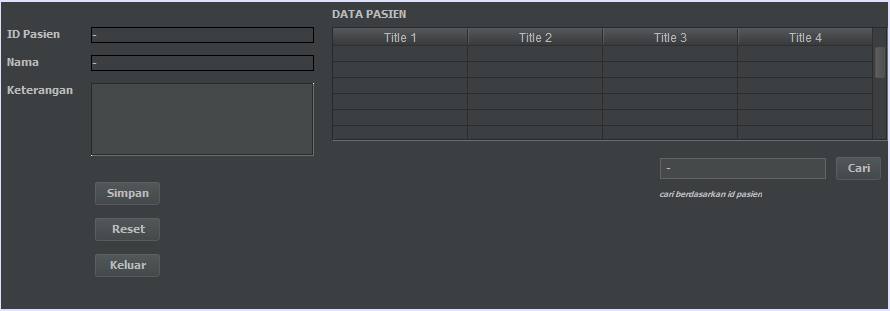 DATA PASIEN
ID Pasien -
Nama -
Keterangan
Title 1 Title 2 Title 3 Title 4
- Cari
cari berdasarkan id pasien
Simpan
Reset
Keluar